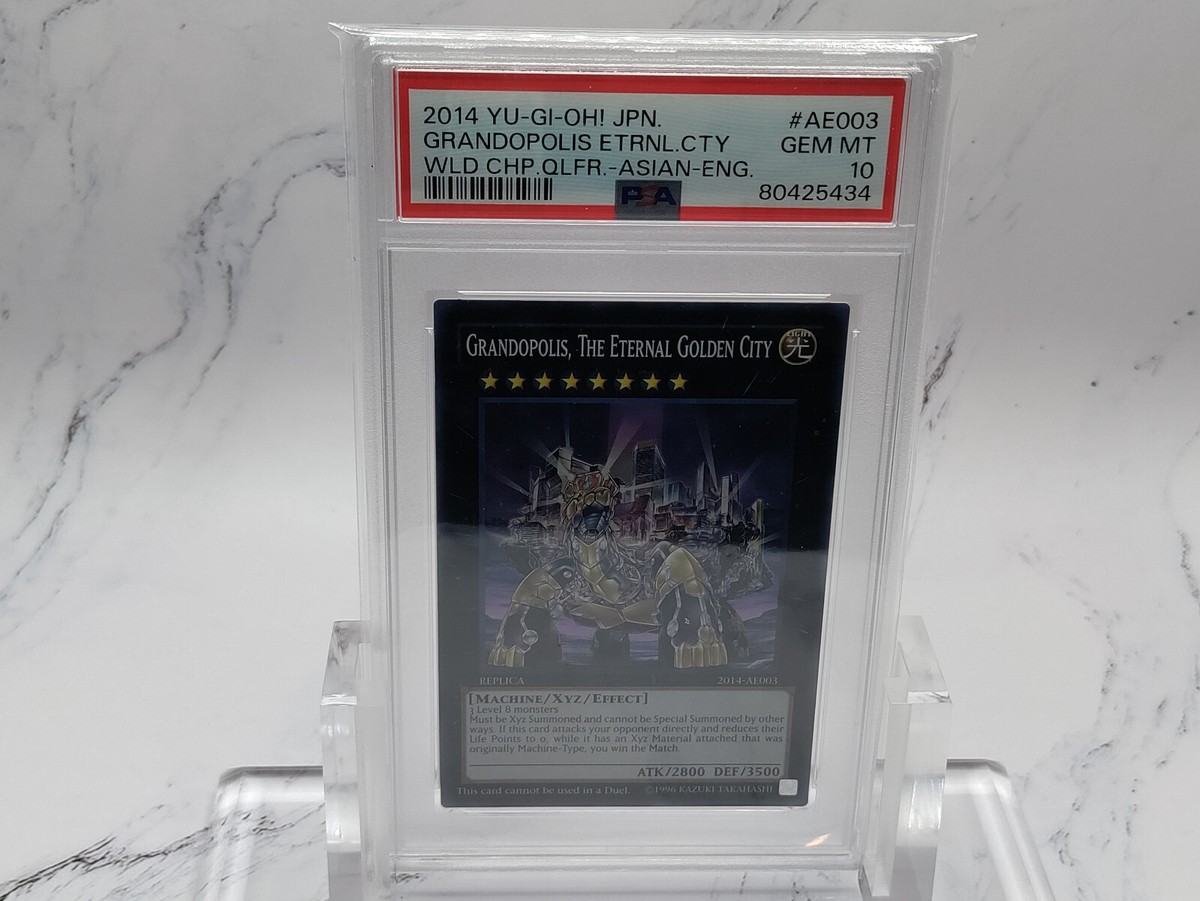 2014 YU-GI-OH! JPN. #AE003
GRANDOPOLIS ETRNL.CTY GEM MT
WLD CHP.QLFR.-ASIAN-ENG. 10
PSA 80425434
GRANDOPOLIS, THE ETERNAL GOLDEN CITY
LIGHT
光
REPLICA 2014-AE003
[MACHINE/XYZ/EFFECT]
3 Level 8 monsters
Must be Xyz Summoned and cannot be Special Summoned by other
ways. If this card attacks your opponent directly and reduces their
Life Points to 0, while it has an Xyz Material attached that was
originally Machine-Type, you win the Match.
ATK/2800 DEF/3500
This card cannot be used in a Duel. ©1996 KAZUKI TAKAHASHI